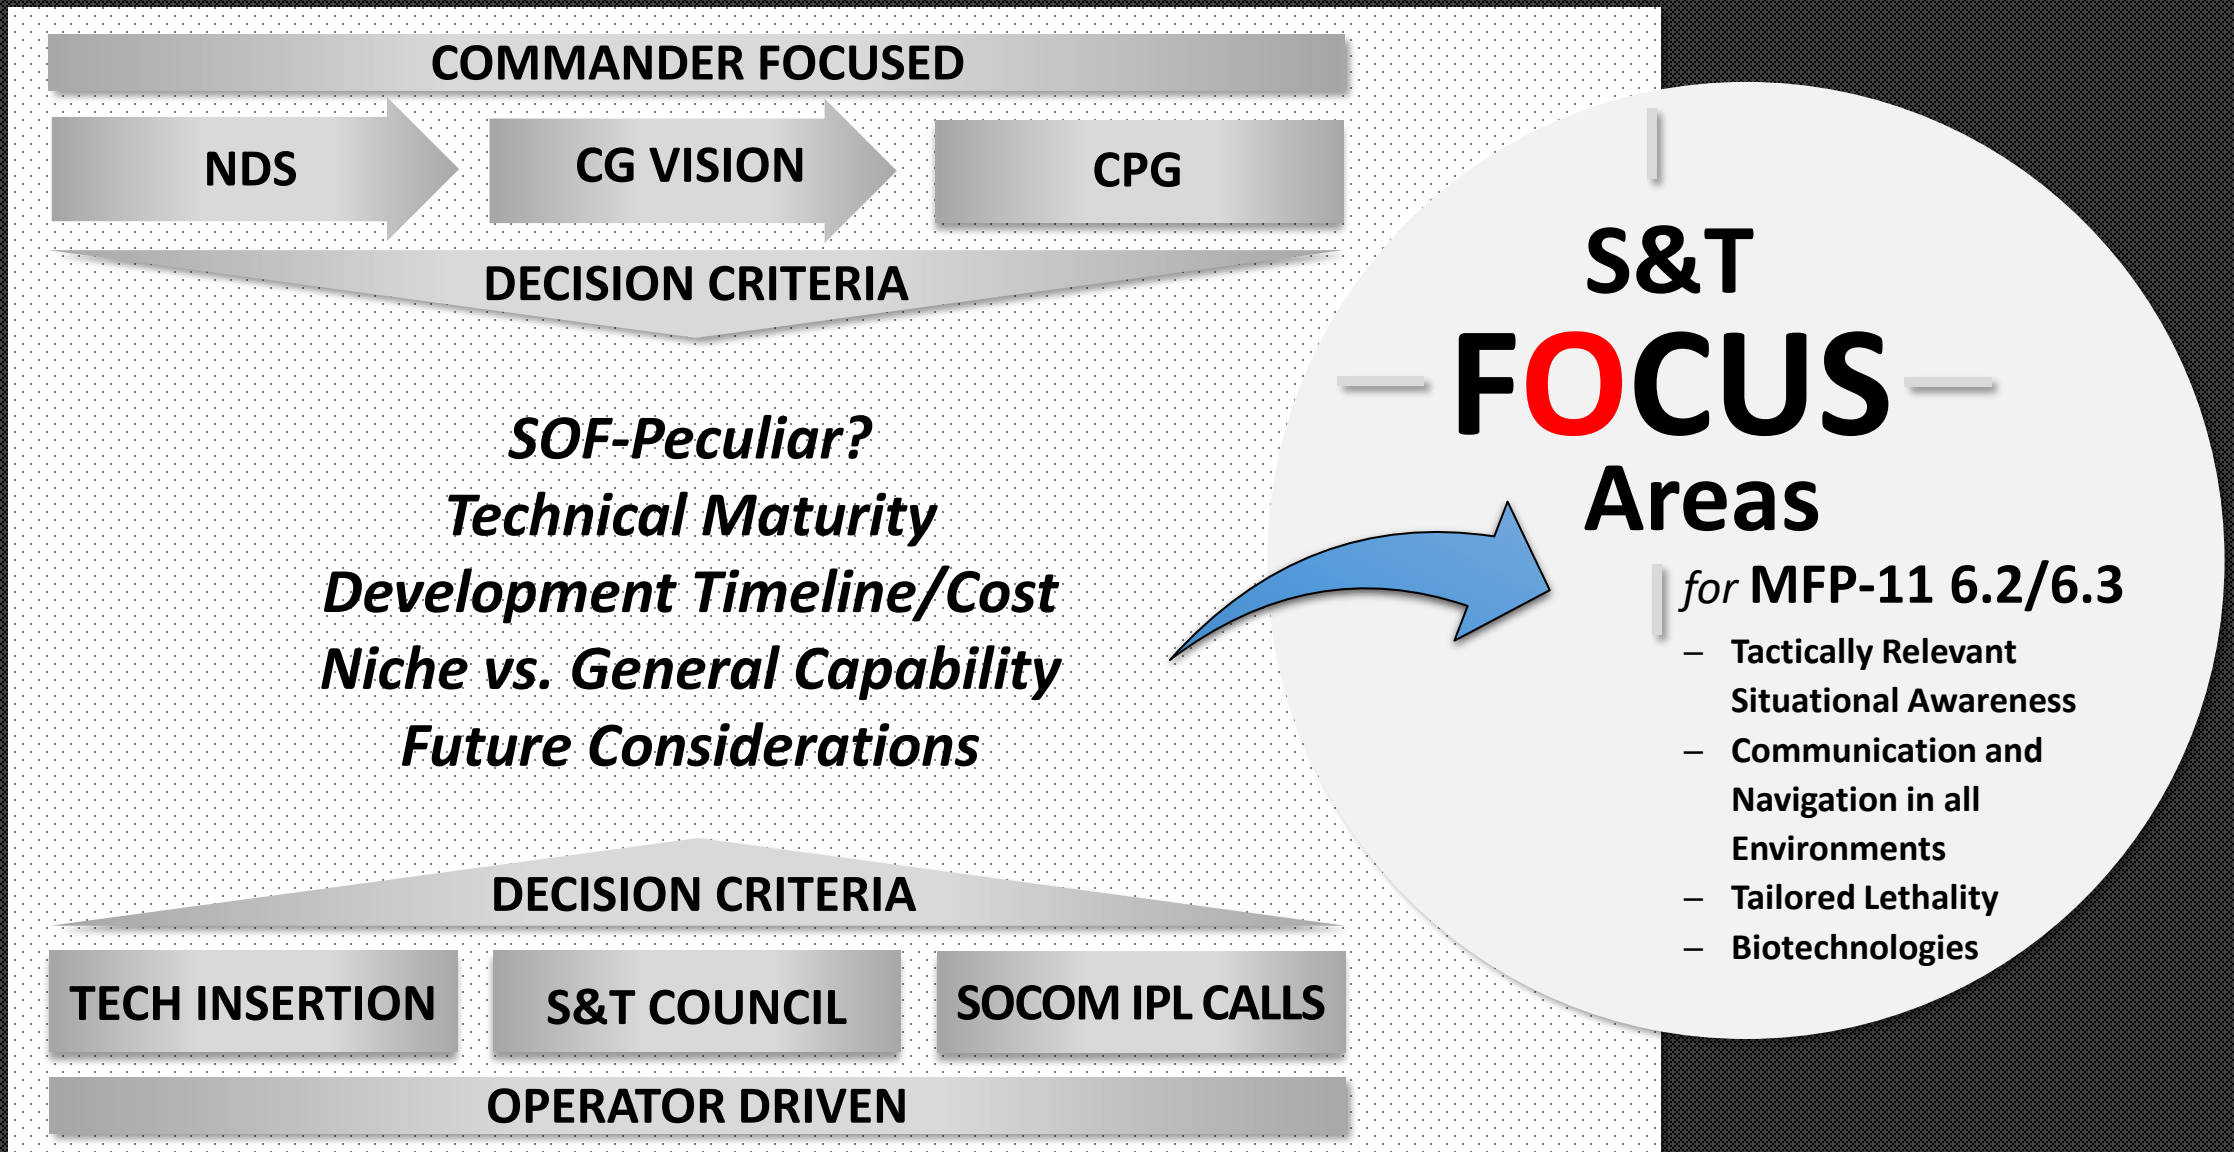 COMMANDER FOCUSED
NDS
CG VISION
CPG
DECISION CRITERIA
SOF-Peculiar?
Technical Maturity
Development Timeline/Cost
Niche vs. General Capability
Future Considerations
DECISION CRITERIA
TECH INSERTION
S&T COUNCIL
SOCOM IPL CALLS
OPERATOR DRIVEN
S&T
FOCUS
Areas
for MFP-11 6.2/6.3
– Tactically Relevant
Situational Awareness
– Communication and
Navigation in all
Environments
– Tailored Lethality
– Biotechnologies